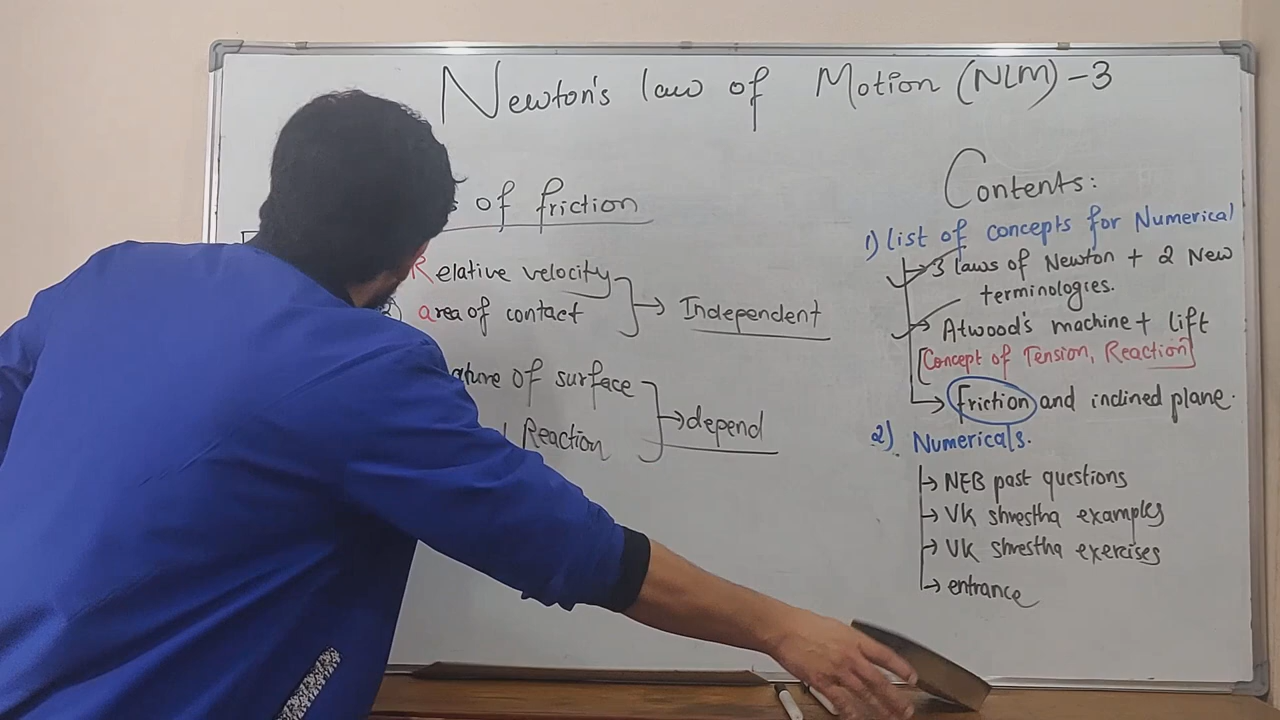 Newton's law of Motion (NLM) - 3
of friction
Relative velocity
2) area of contact
→ Independent
ature of surface
Reaction
→ depend
Contents:
1) list of concepts for Numerical
→ 3 laws of Newton + 2 New
terminologies.
→ Atwood's machine + lift
[Concept of Tension, Reaction]
→ friction and inclined plane.
2) Numericals.
→ NEB past questions
→ VK shrestha examples
→ VK shrestha exercises
→ entrance